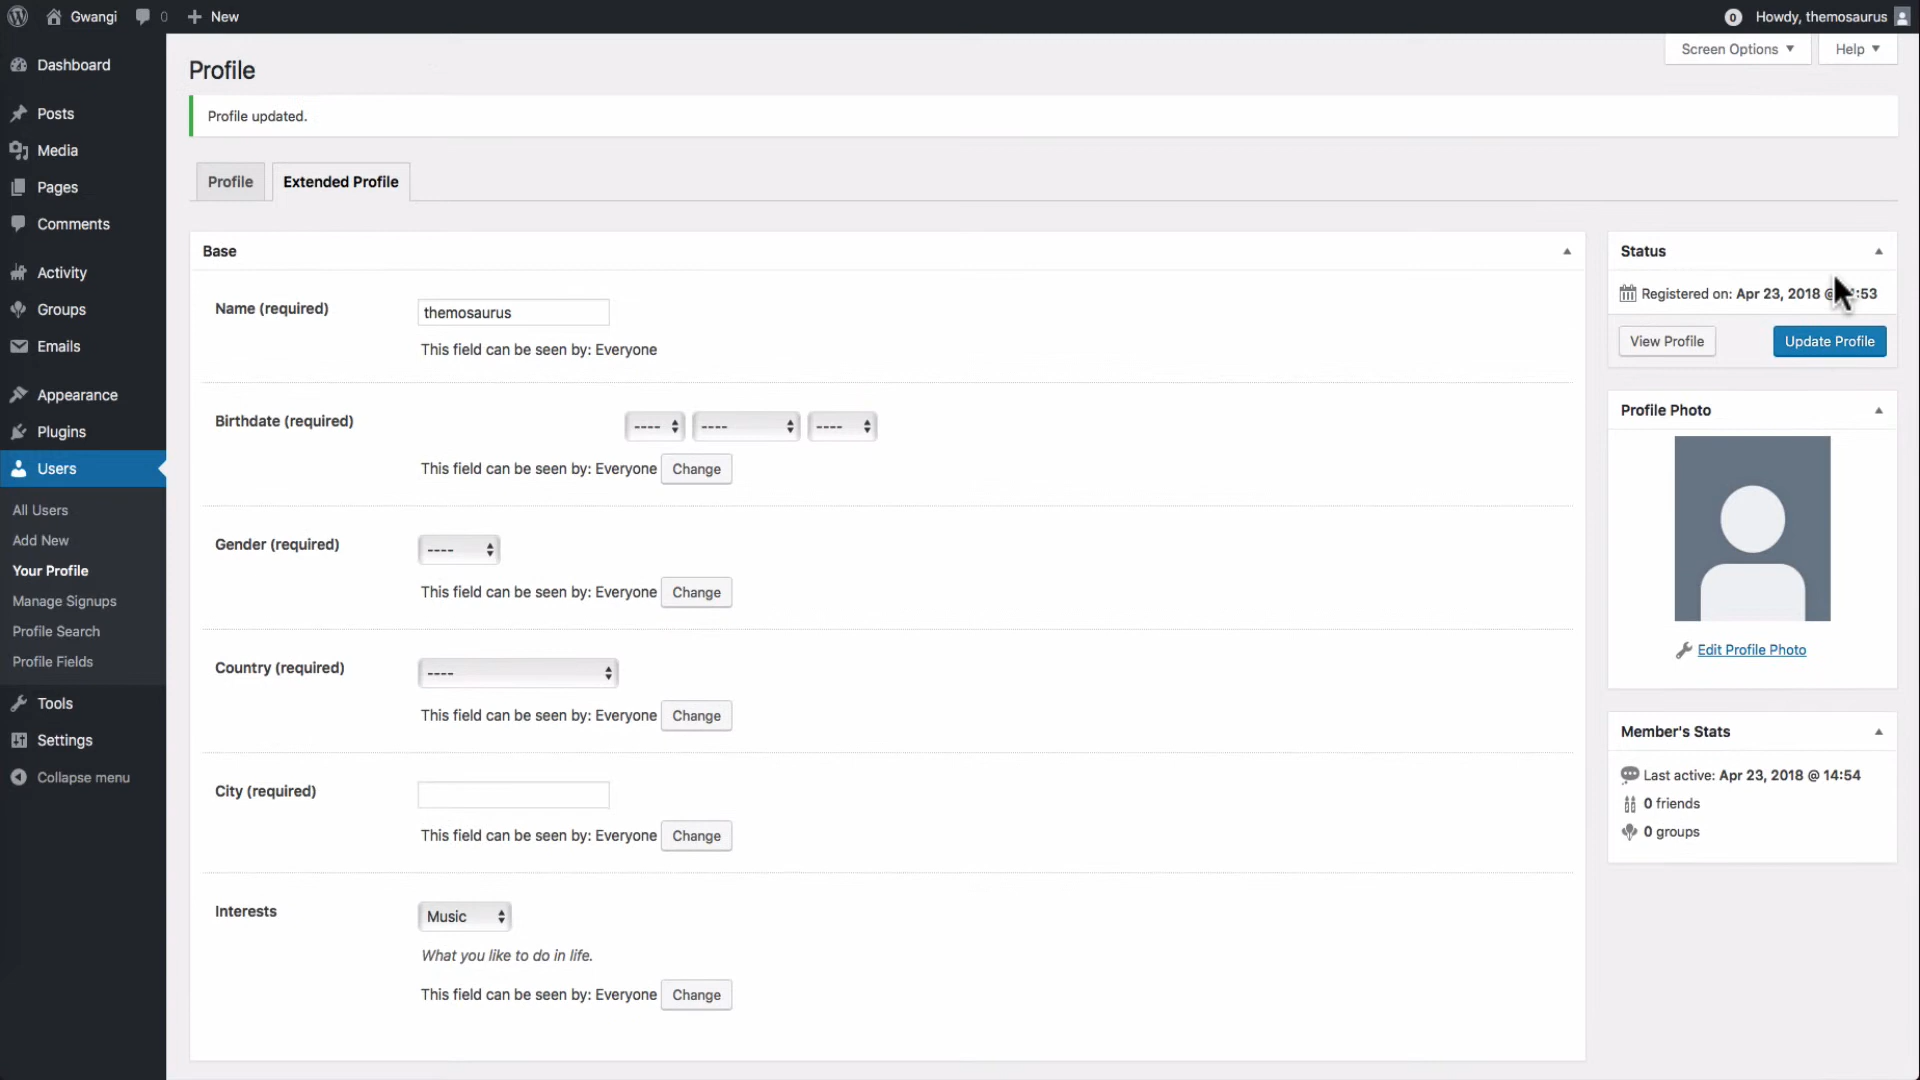 Gwangi
0
New
0
Howdy, themosaurus
Screen Options
Help
Dashboard
Posts
Media
Pages
Comments
Activity
Groups
Emails
Appearance
Plugins
Users
All Users
Add New
Your Profile
Manage Signups
Profile Search
Profile Fields
Tools
Settings
Collapse menu
Profile
Profile updated.
Profile
Extended Profile
Base
Name (required)
themosaurus
This field can be seen by: Everyone
Birthdate (required)
---- ---- ----
This field can be seen by: Everyone Change
Gender (required)
----
This field can be seen by: Everyone Change
Country (required)
----
This field can be seen by: Everyone Change
City (required)
This field can be seen by: Everyone Change
Interests
Music
What you like to do in life.
This field can be seen by: Everyone Change
Status
Registered on: Apr 23, 2018 @ :53
View Profile
Update Profile
Profile Photo
Edit Profile Photo
Member's Stats
Last active: Apr 23, 2018 @ 14:54
0 friends
0 groups